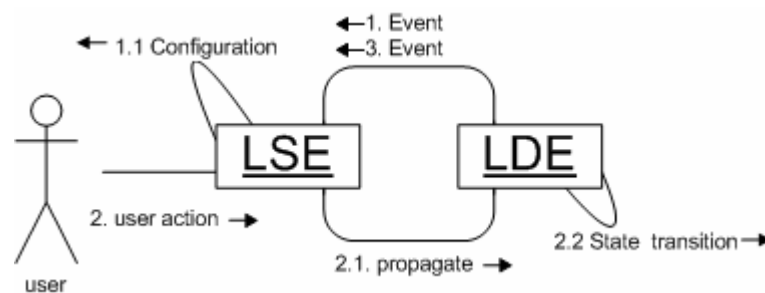 1. Event
3. Event
1.1 Configuration
LSE
LDE
2. user action
2.2 State transition
2.1. propagate
user